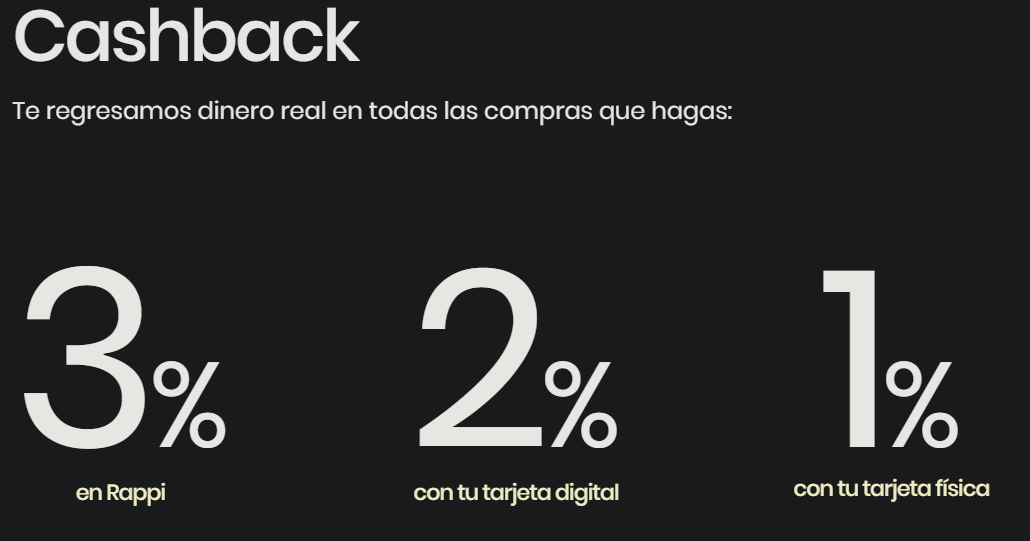 Cashback
Te regresamos dinero real en todas las compras que hagas:
3%
en Rappi
2%
con tu tarjeta digital
1%
con tu tarjeta física